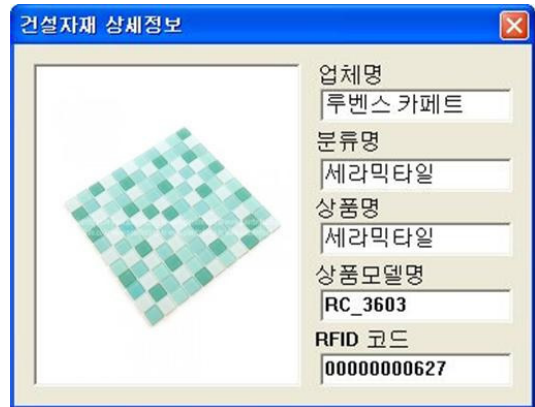 건설자재 상세정보
업체명
루벤스 카페트
분류명
세라믹타일
상품명
세라믹타일
상품모델명
RC_3603
RFID 코드
00000000627